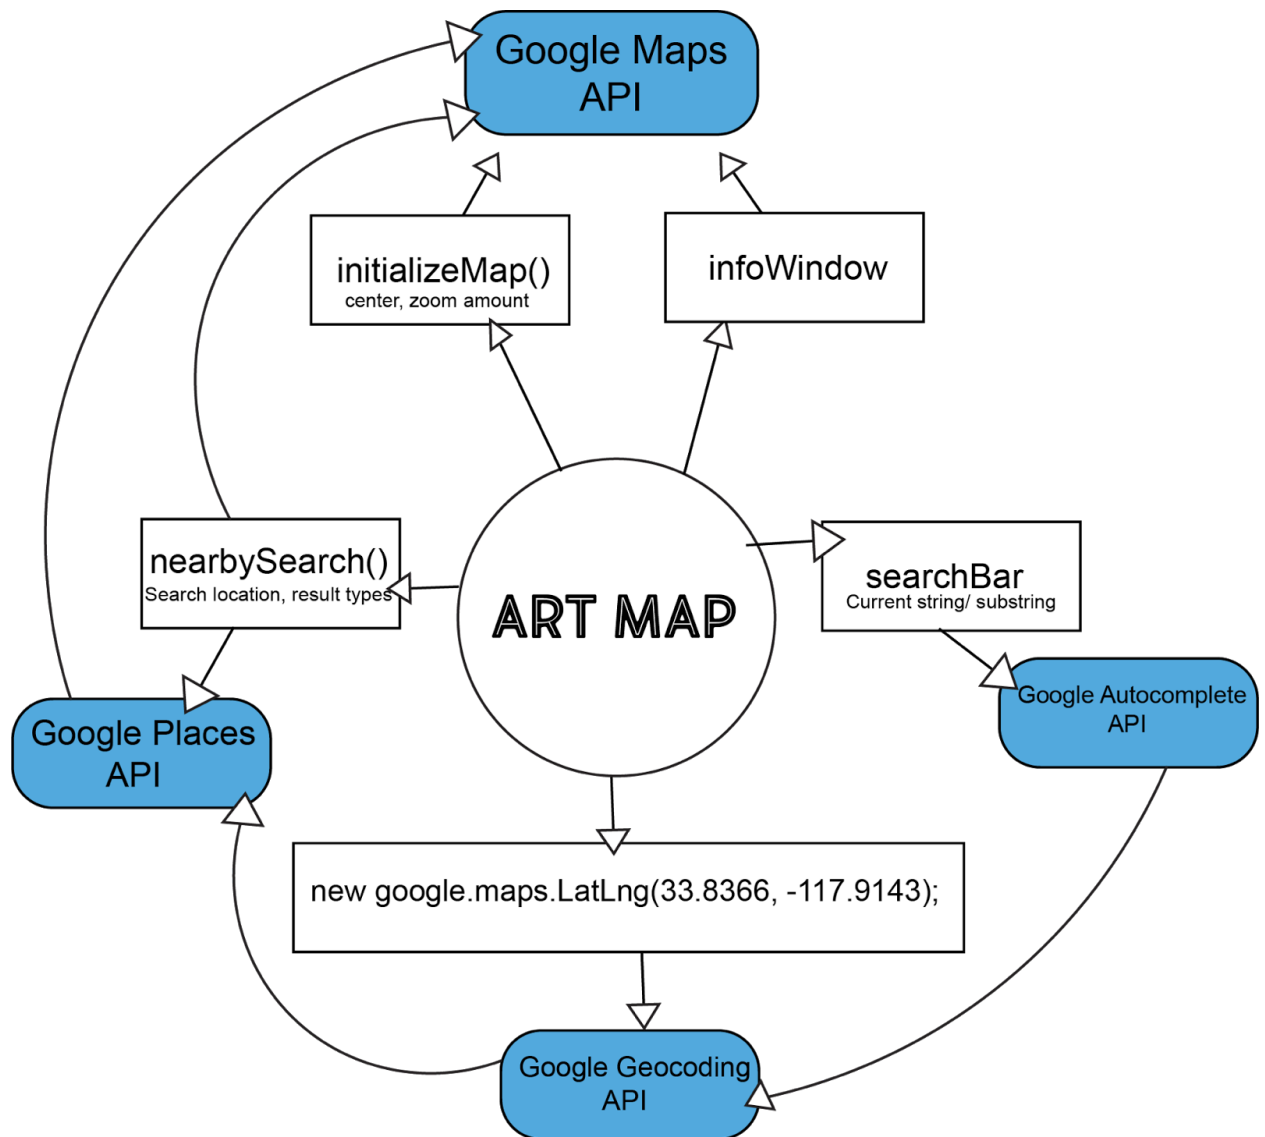 Google Maps
API
initializeMap()
center, zoom amount
infoWindow
nearbySearch()
Search location, result types
ART MAP
searchBar
Current string/ substring
Google Places
API
Google Autocomplete
API
new google.maps.LatLng(33.8366, -117.9143);
Google Geocoding
API